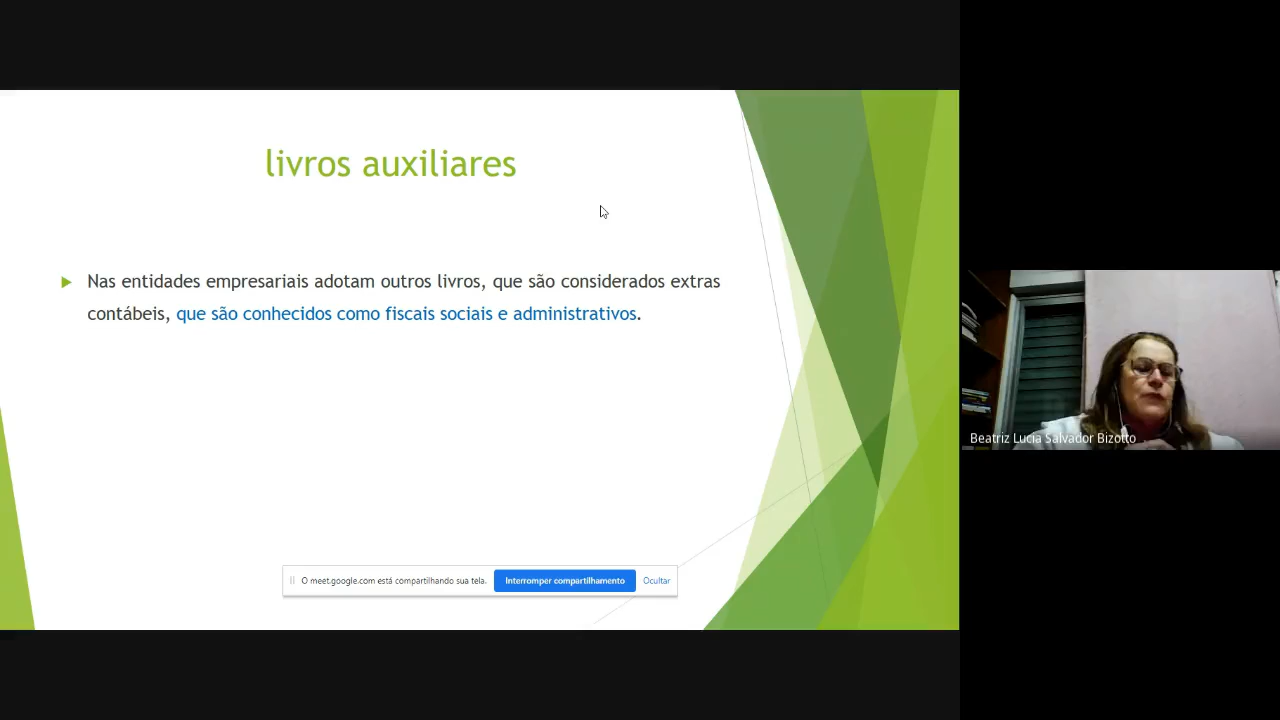 livros auxiliares
Nas entidades empresariais adotam outros livros, que são considerados extras
contábeis, que são conhecidos como fiscais sociais e administrativos.
O meet.google.com está compartilhando sua tela. Interromper compartilhamento Ocultar
Beatriz Lucia Salvador Bizotto